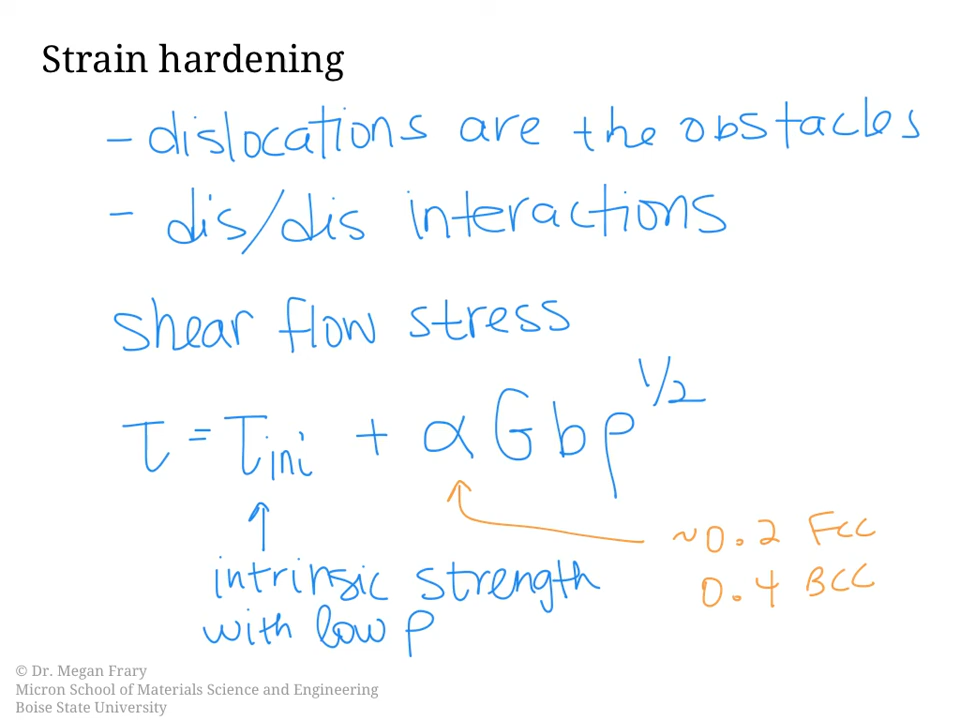 Strain hardening
- dislocations are the obstacles
- dis/dis interactions
shear flow stress
τ = τini + α G b ρ^1/2
~0.2 FCC
0.4 BCC
intrinsic strength
with low ρ
© Dr. Megan Frary
Micron School of Materials Science and Engineering
Boise State University